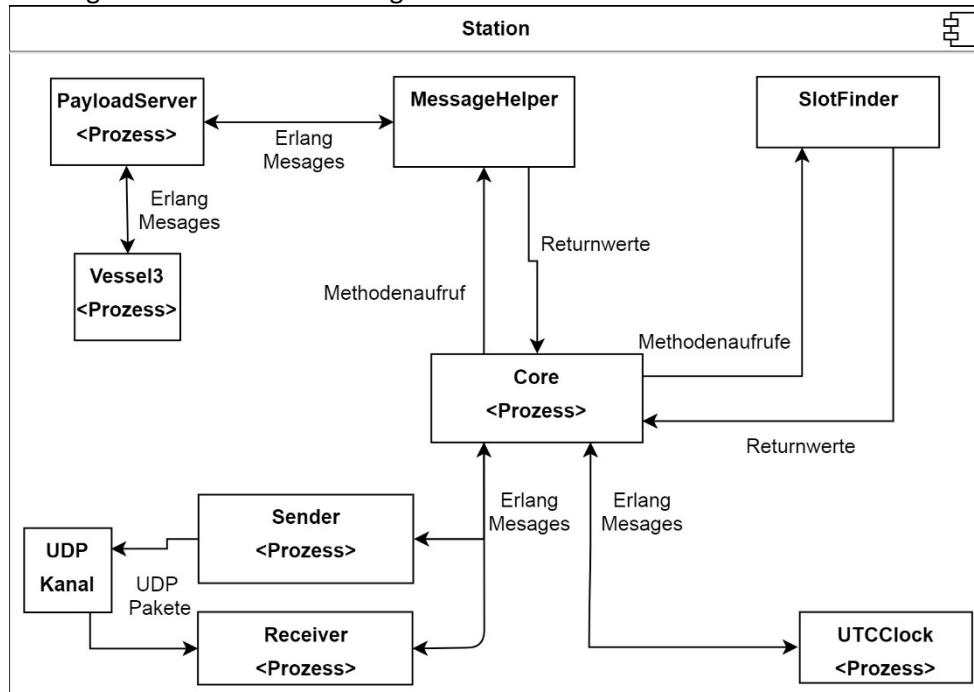 Station
PayloadServer
<Prozess>
Erlang
Mesages
MessageHelper
SlotFinder
Erlang
Mesages
Vessel3
<Prozess>
Methodenaufruf
Returnwerte
Methodenaufrufe
Core
<Prozess>
Returnwerte
Sender
<Prozess>
Erlang
Mesages
Erlang
Mesages
UDP
Kanal
UDP
Pakete
Receiver
<Prozess>
UTCClock
<Prozess>